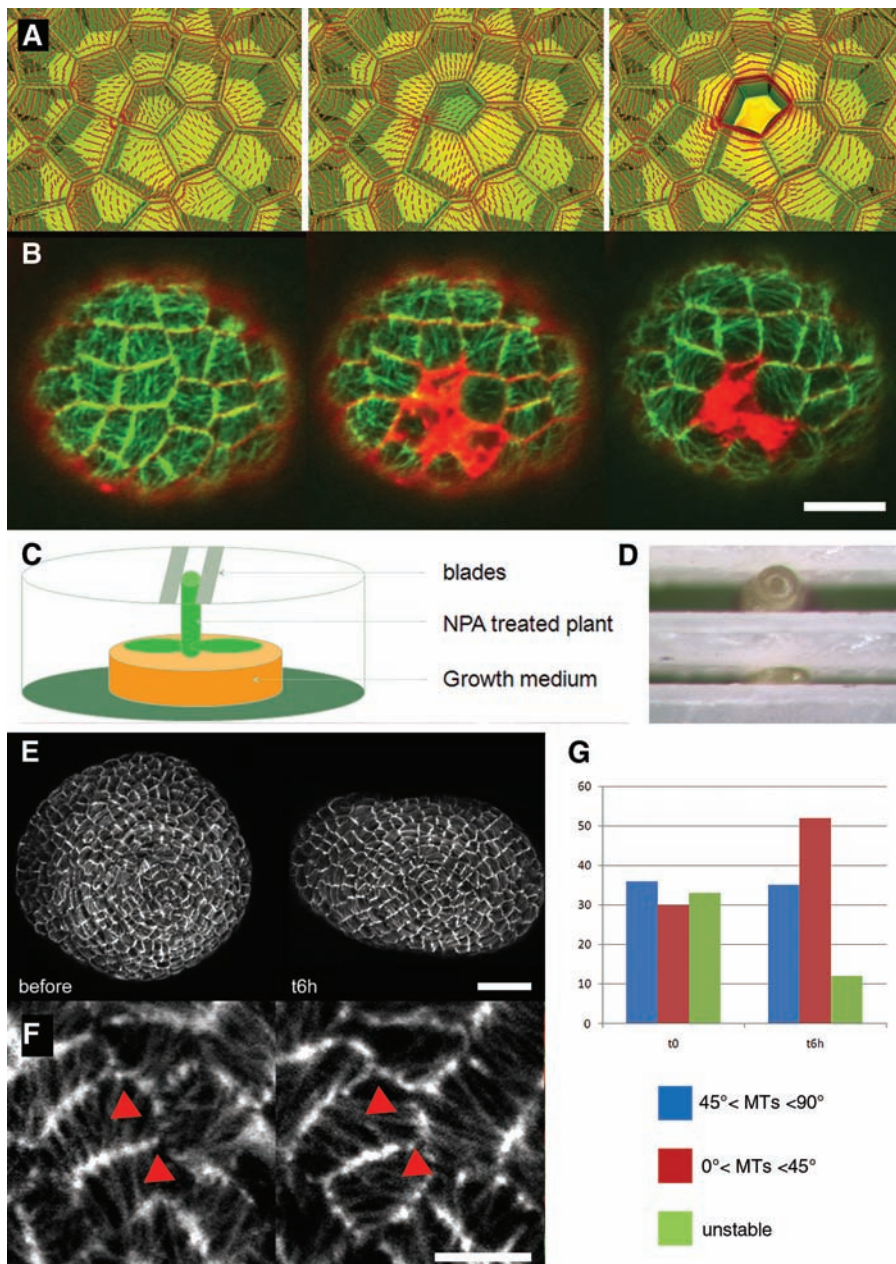 A
B
C
blades
NPA treated plant
Growth medium
D
E
before
t6h
F
G
60
50
40
30
20
10
0
t0
t6h
45°< MTs <90°
0°< MTs <45°
unstable